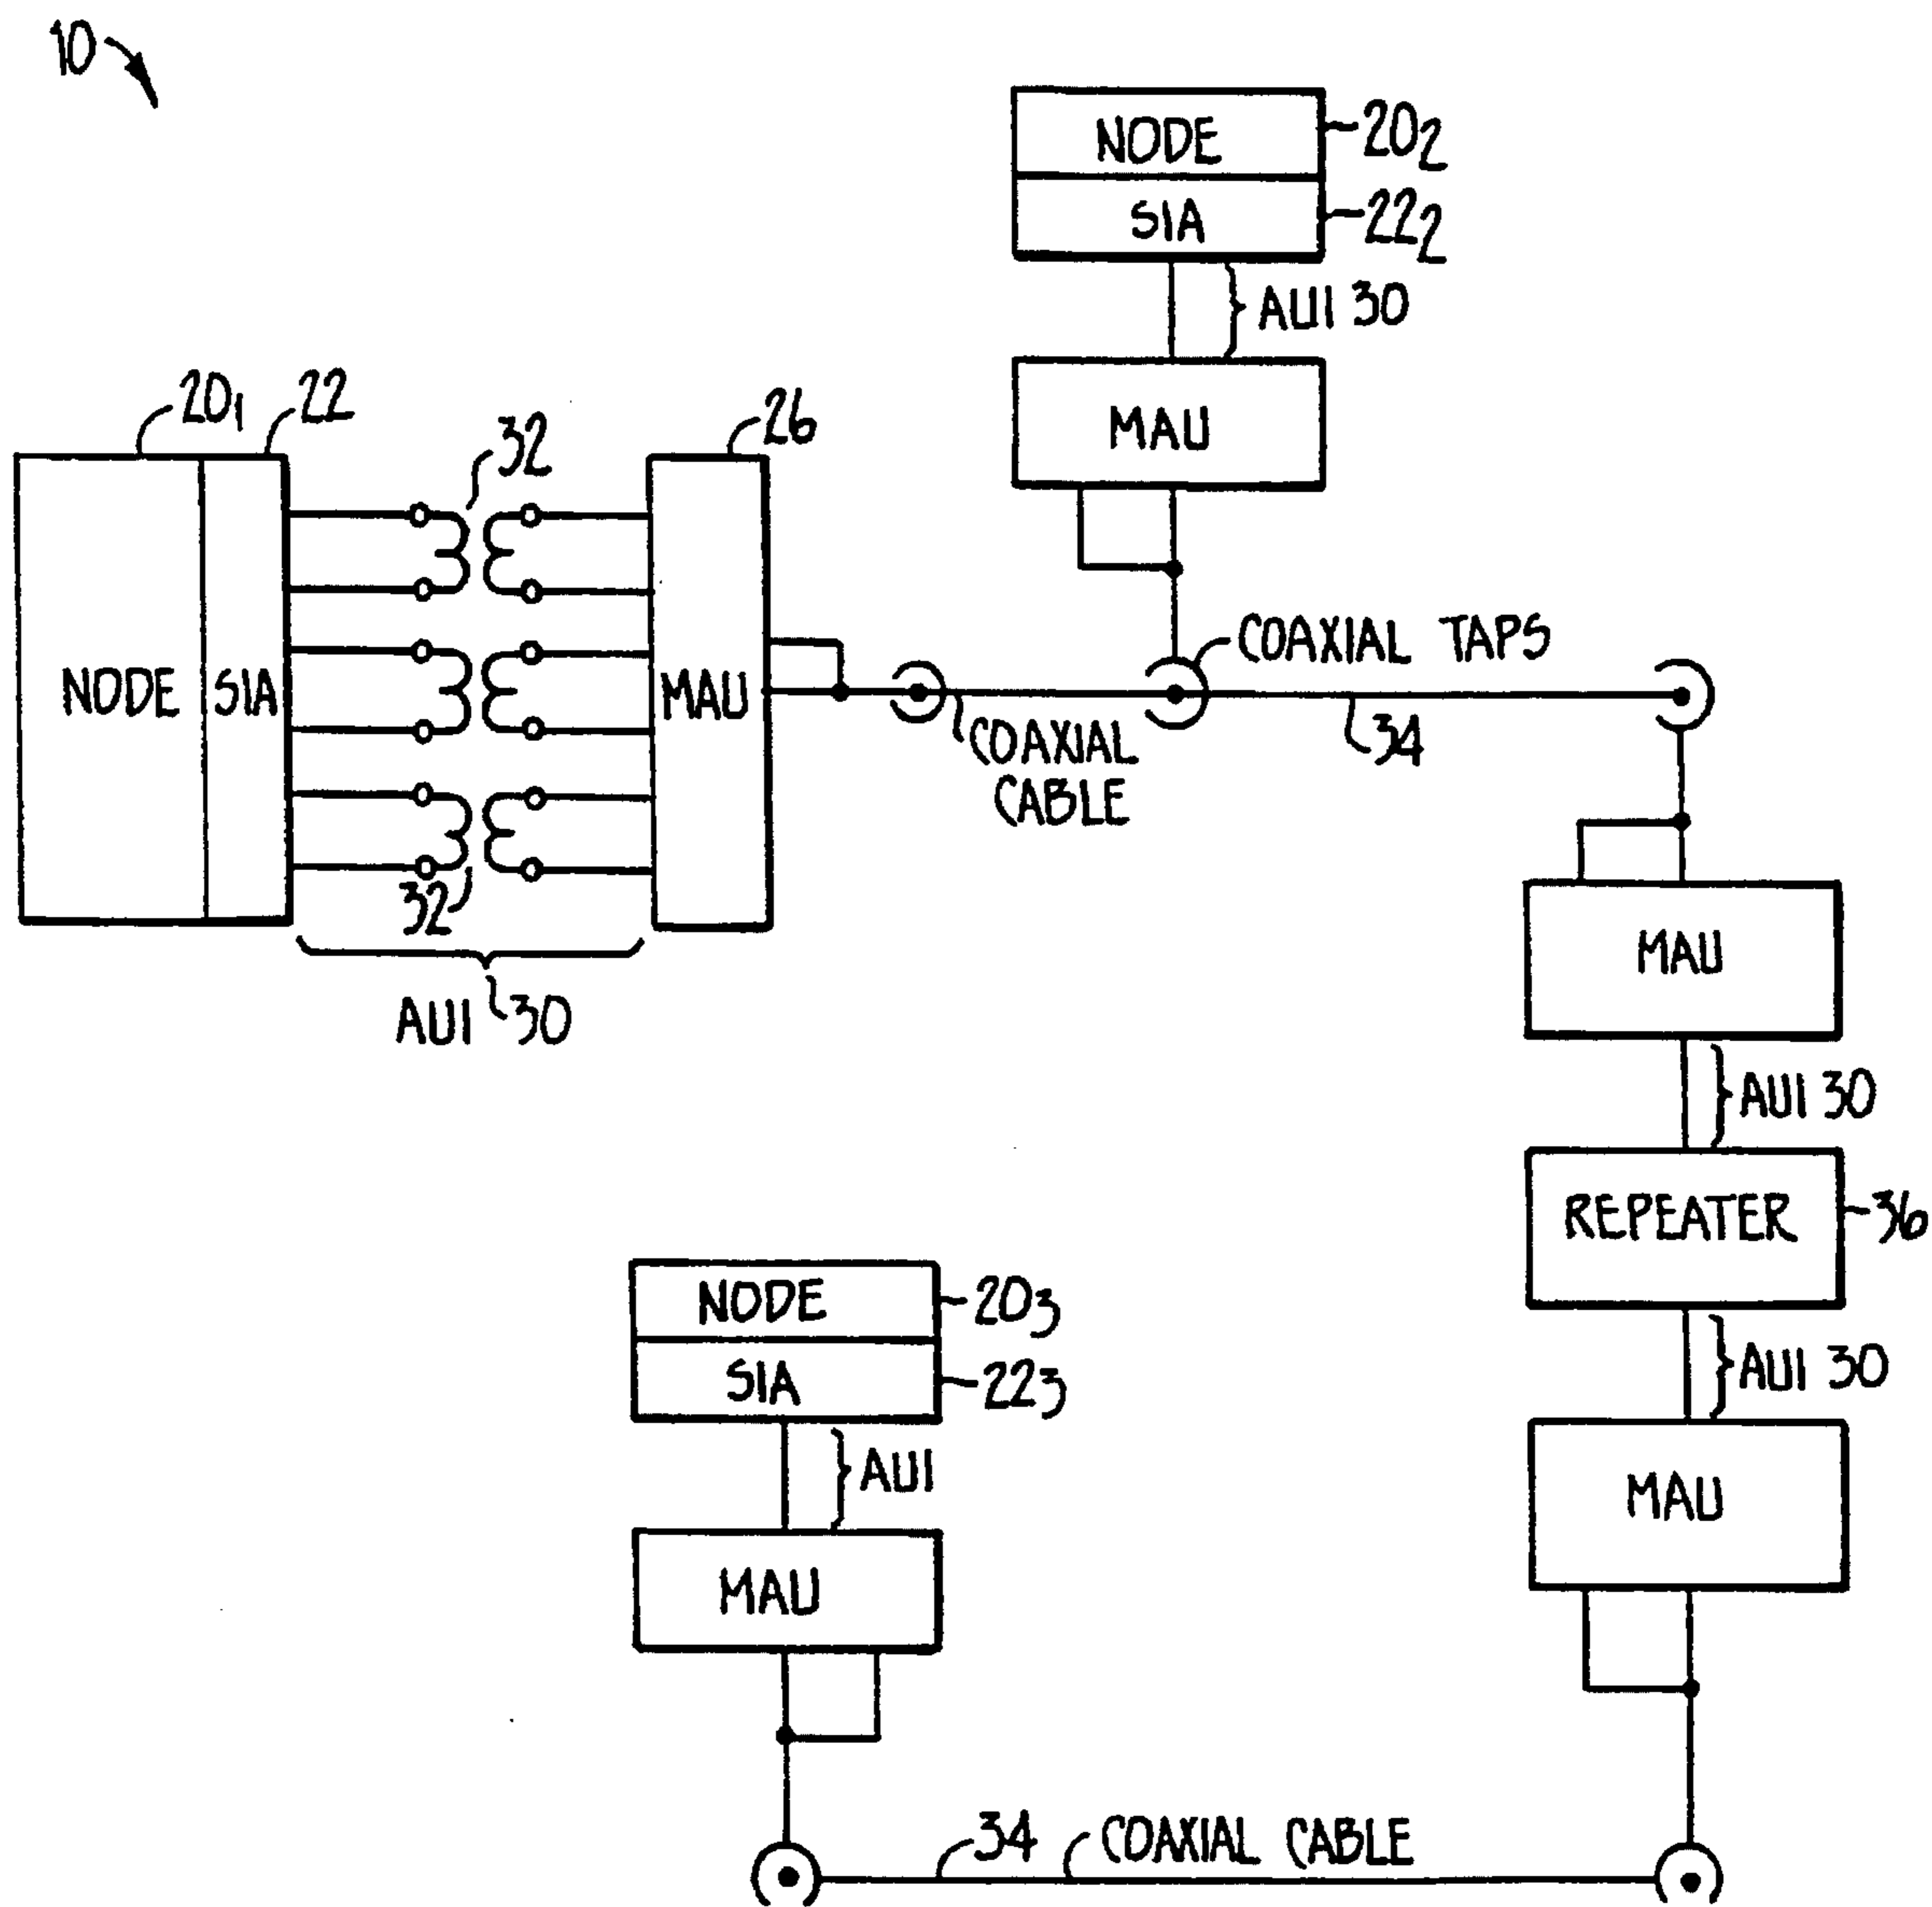 10
NODE
20₂
SIA
22₂
AUI 30
MAU
20₁
22
32
26
NODE
SIA
MAU
32
AUI 30
COAXIAL TAPS
COAXIAL
CABLE
34
MAU
AUI 30
REPEATER
36
AUI 30
MAU
NODE
20₃
SIA
22₃
AUI
MAU
34
COAXIAL CABLE